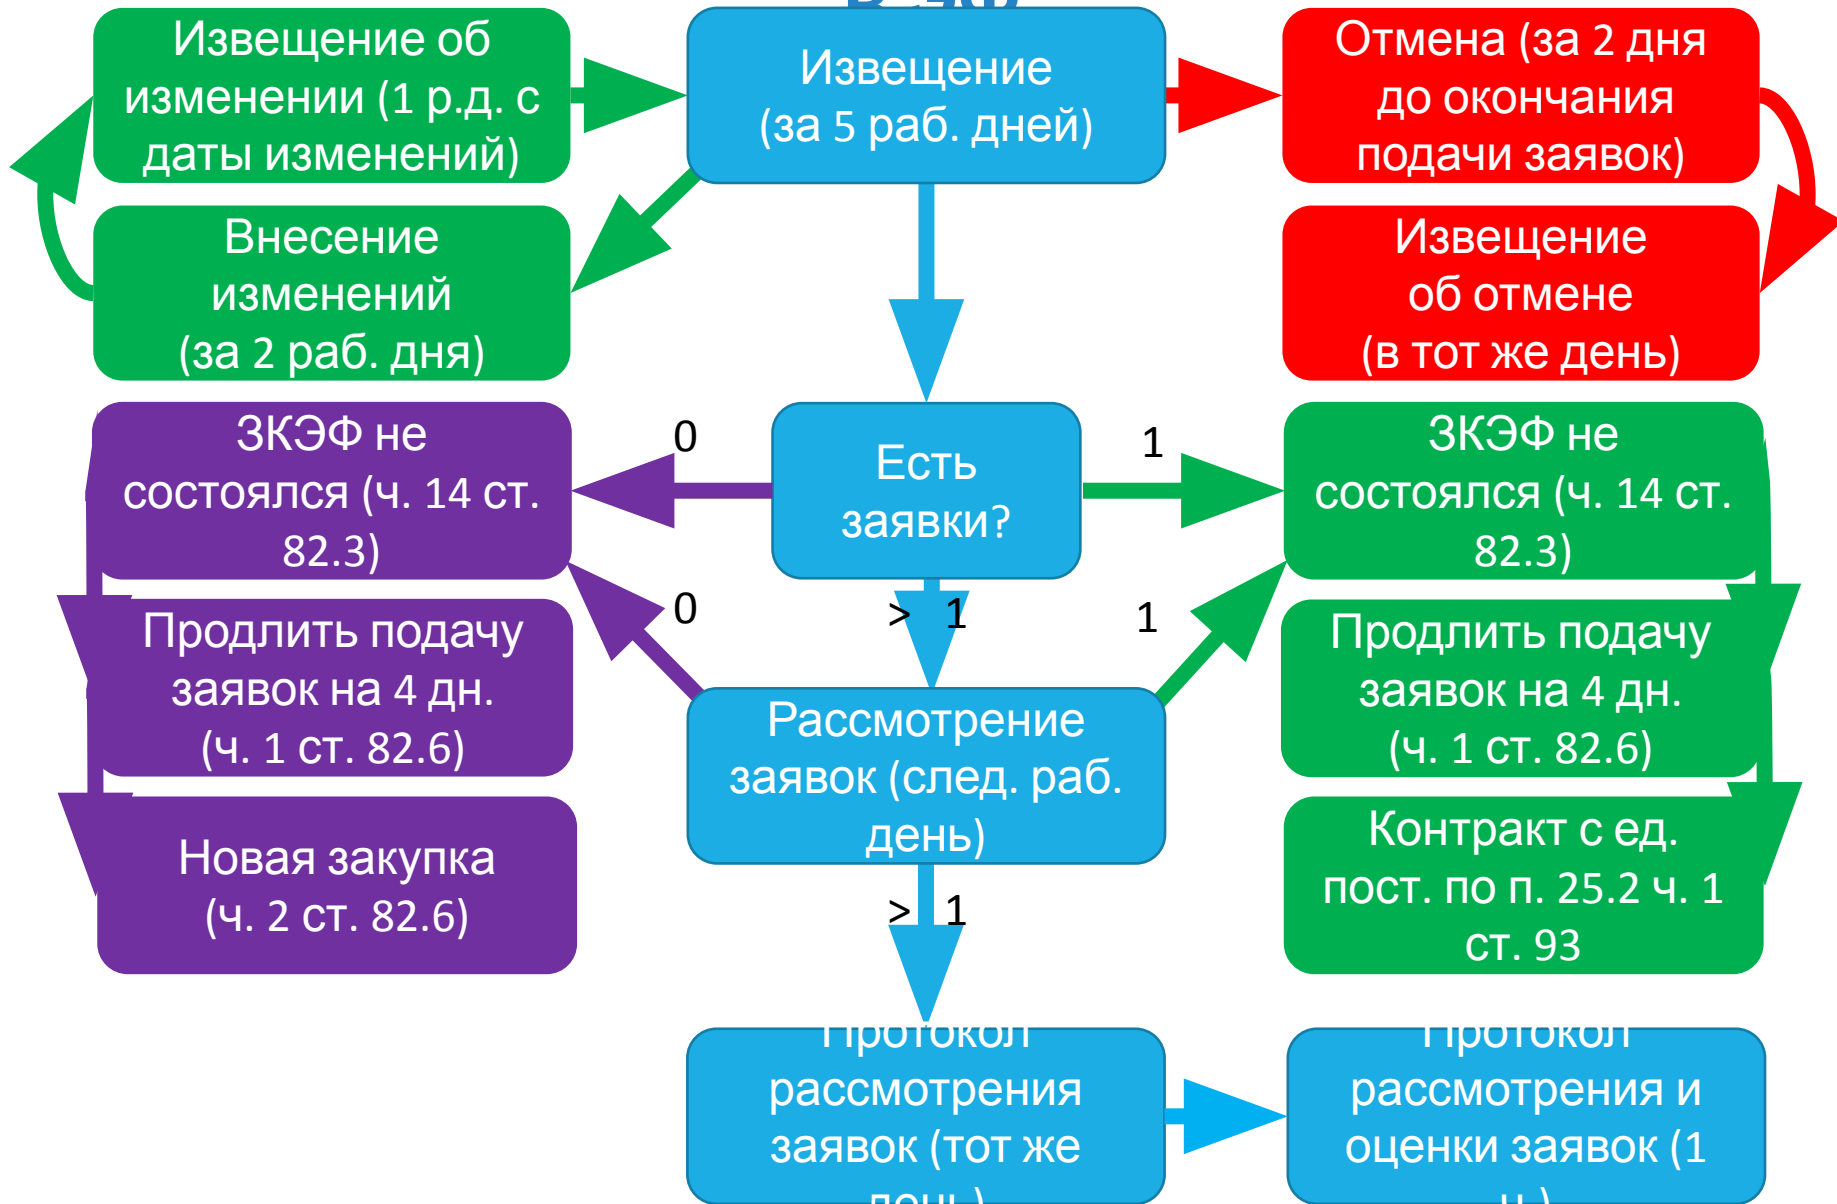 Извещение об
изменении (1 р.д. с
даты изменений)
Извещение
(за 5 раб. дней)
Отмена (за 2 дня
до окончания
подачи заявок)
Внесение
изменений
(за 2 раб. дня)
Извещение
об отмене
(в тот же день)
ЗКЭФ не
состоялся (ч. 14 ст.
82.3)
0
Есть
заявки?
1
ЗКЭФ не
состоялся (ч. 14 ст.
82.3)
0
> 1
1
Продлить подачу
заявок на 4 дн.
(ч. 1 ст. 82.6)
Рассмотрение
заявок (след. раб.
день)
Продлить подачу
заявок на 4 дн.
(ч. 1 ст. 82.6)
Новая закупка
(ч. 2 ст. 82.6)
> 1
Контракт с ед.
пост. по п. 25.2 ч. 1
ст. 93
Протокол
рассмотрения
заявок (тот же
день)
Протокол
рассмотрения и
оценки заявок (1